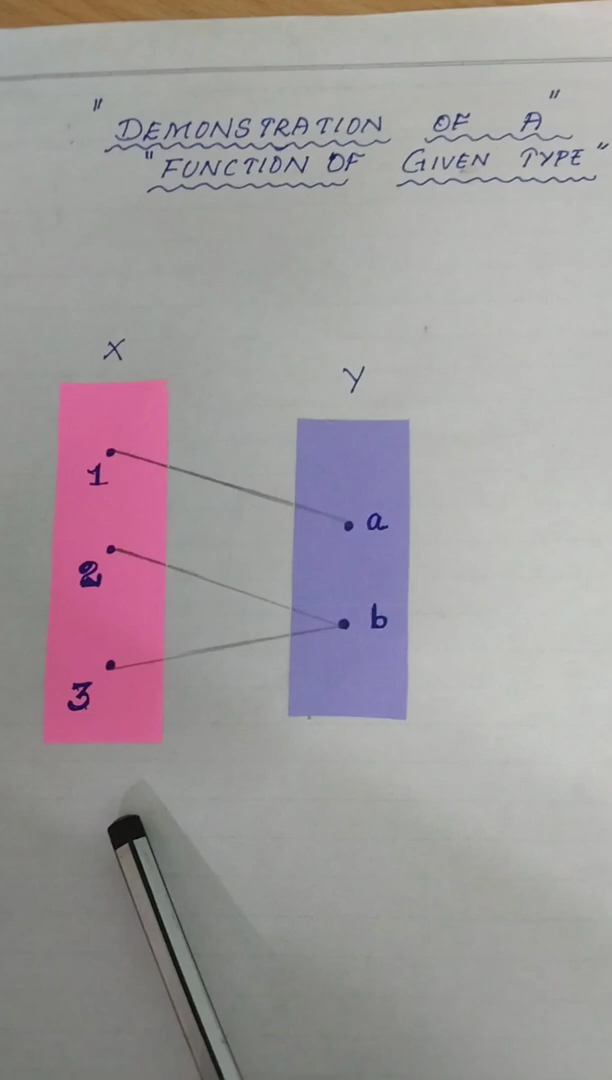 " DEMONSTRATION OF A "
" FUNCTION OF GIVEN TYPE "
X
Y
1
a
2
b
3